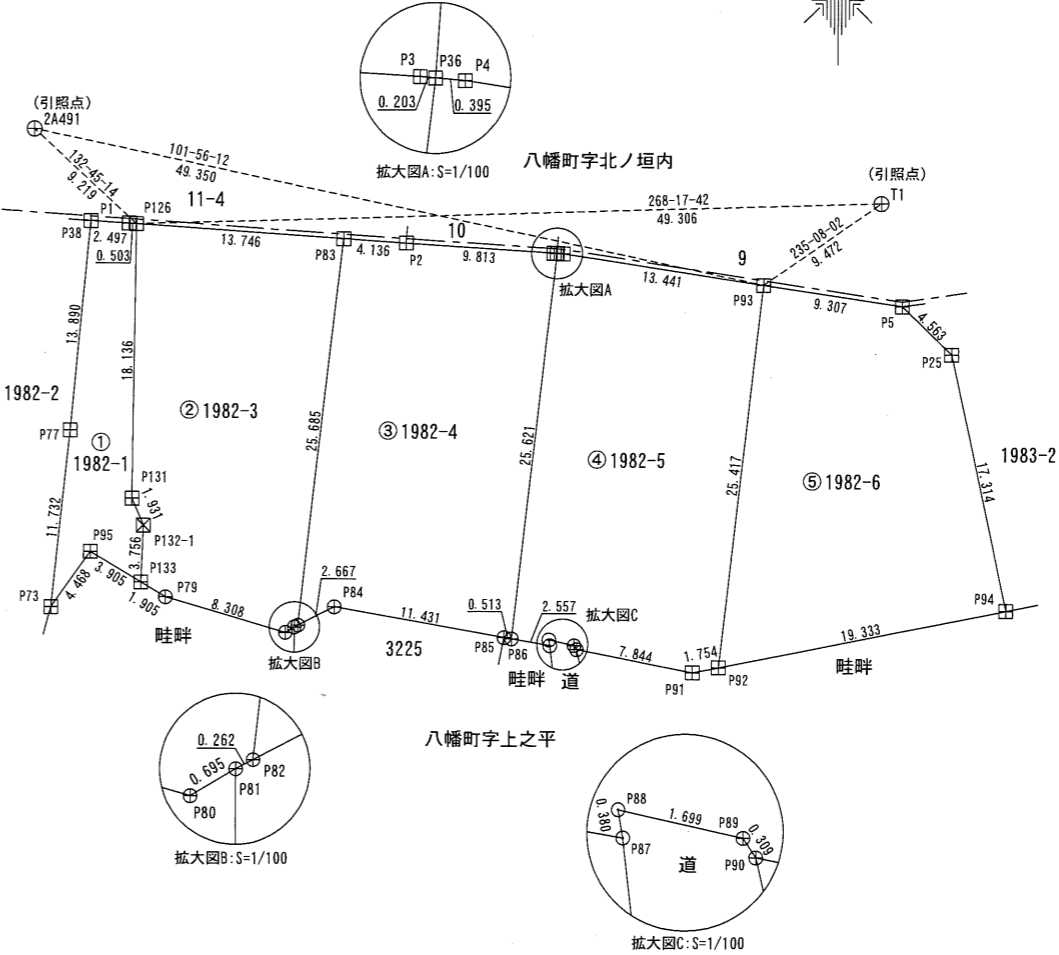 P3 P36 P4
0.203 0.395
拡大図A:S=1/100
八幡町字北ノ垣内
(引照点)
2A491
101-56-12
49.350
132-45-14
9.219
11-4
(引照点)
T1
268-17-42
49.306
235-08-02
9.472
P38
P1
P126
2.497
0.503
13.746
P83
4.136
P2
10
9.813
拡大図A
13.441
9
P93
9.307
P5
4.563
P25
13.890
18.136
1982-2
② 1982-3
③ 1982-4
25.685
25.621
④ 1982-5
25.417
⑤ 1982-6
1983-2
17.314
P77
①
1982-1
P131
1.931
P132-1
11.732
P95
3.756
P133
P79
P73
4.468
3.905
1.905
8.308
畦畔
2.667
P84
拡大図B
11.431
3225
0.513
2.557
P85
P86
拡大図C
畦畔
道
7.844
1.754
P91
P92
19.333
畦畔
P94
八幡町字上之平
0.262
0.695
P80
P81
P82
拡大図B:S=1/100
P88
0.380
P87
1.699
P89
0.309
P90
道
拡大図C:S=1/100